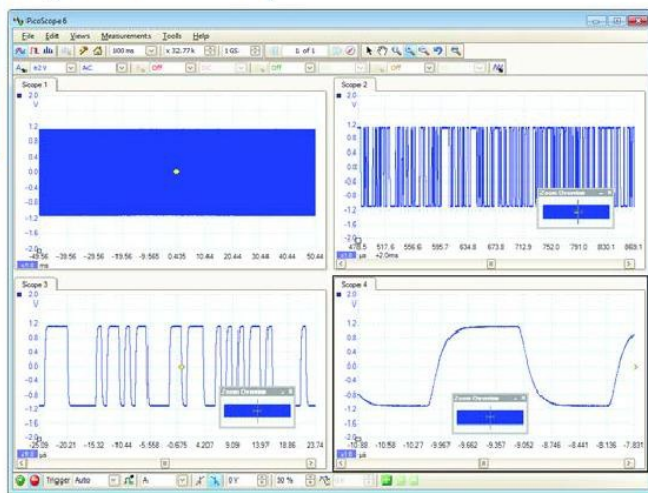 PicoScope 6
File Edit Views Measurements Tools Help
x 32.77k 1 GS 1 of 1
±2 V AC Off DC Off Off Off
Scope 1
2.0
V
1.2
0.8
0.4
0.0
-0.4
-0.8
-1.2
-1.6
-2.0
-49.56 -39.56 -29.56 -19.56 -9.565 0.435 10.44 20.44 30.44 40.44 50.44
x1.0 ms
Scope 2
2.0
V
1.2
0.8
0.4
0.0
-0.4
-0.8
-1.2
-1.6
-2.0
Zoom Overview
478.5 517.6 556.6 595.7 634.8 673.8 712.9 752.0 791.0 830.1 869.1
x1.0 µs +2.0ms
Scope 3
2.0
V
1.2
0.8
0.4
0.0
-0.4
-0.8
-1.2
-1.6
-2.0
Zoom Overview
-25.09 -20.21 -15.32 -10.44 -5.558 -0.675 4.207 9.09 13.97 18.86 23.74
x1.0 µs
Scope 4
2.0
V
1.2
0.8
0.4
0.0
-0.4
-0.8
-1.2
-1.6
-2.0
Zoom Overview
-10.88 -10.58 -10.27 -9.967 -9.662 -9.357 -9.052 -8.746 -8.441 -8.136 -7.831
x1.0 µs
Trigger Auto A 0 V 30 %